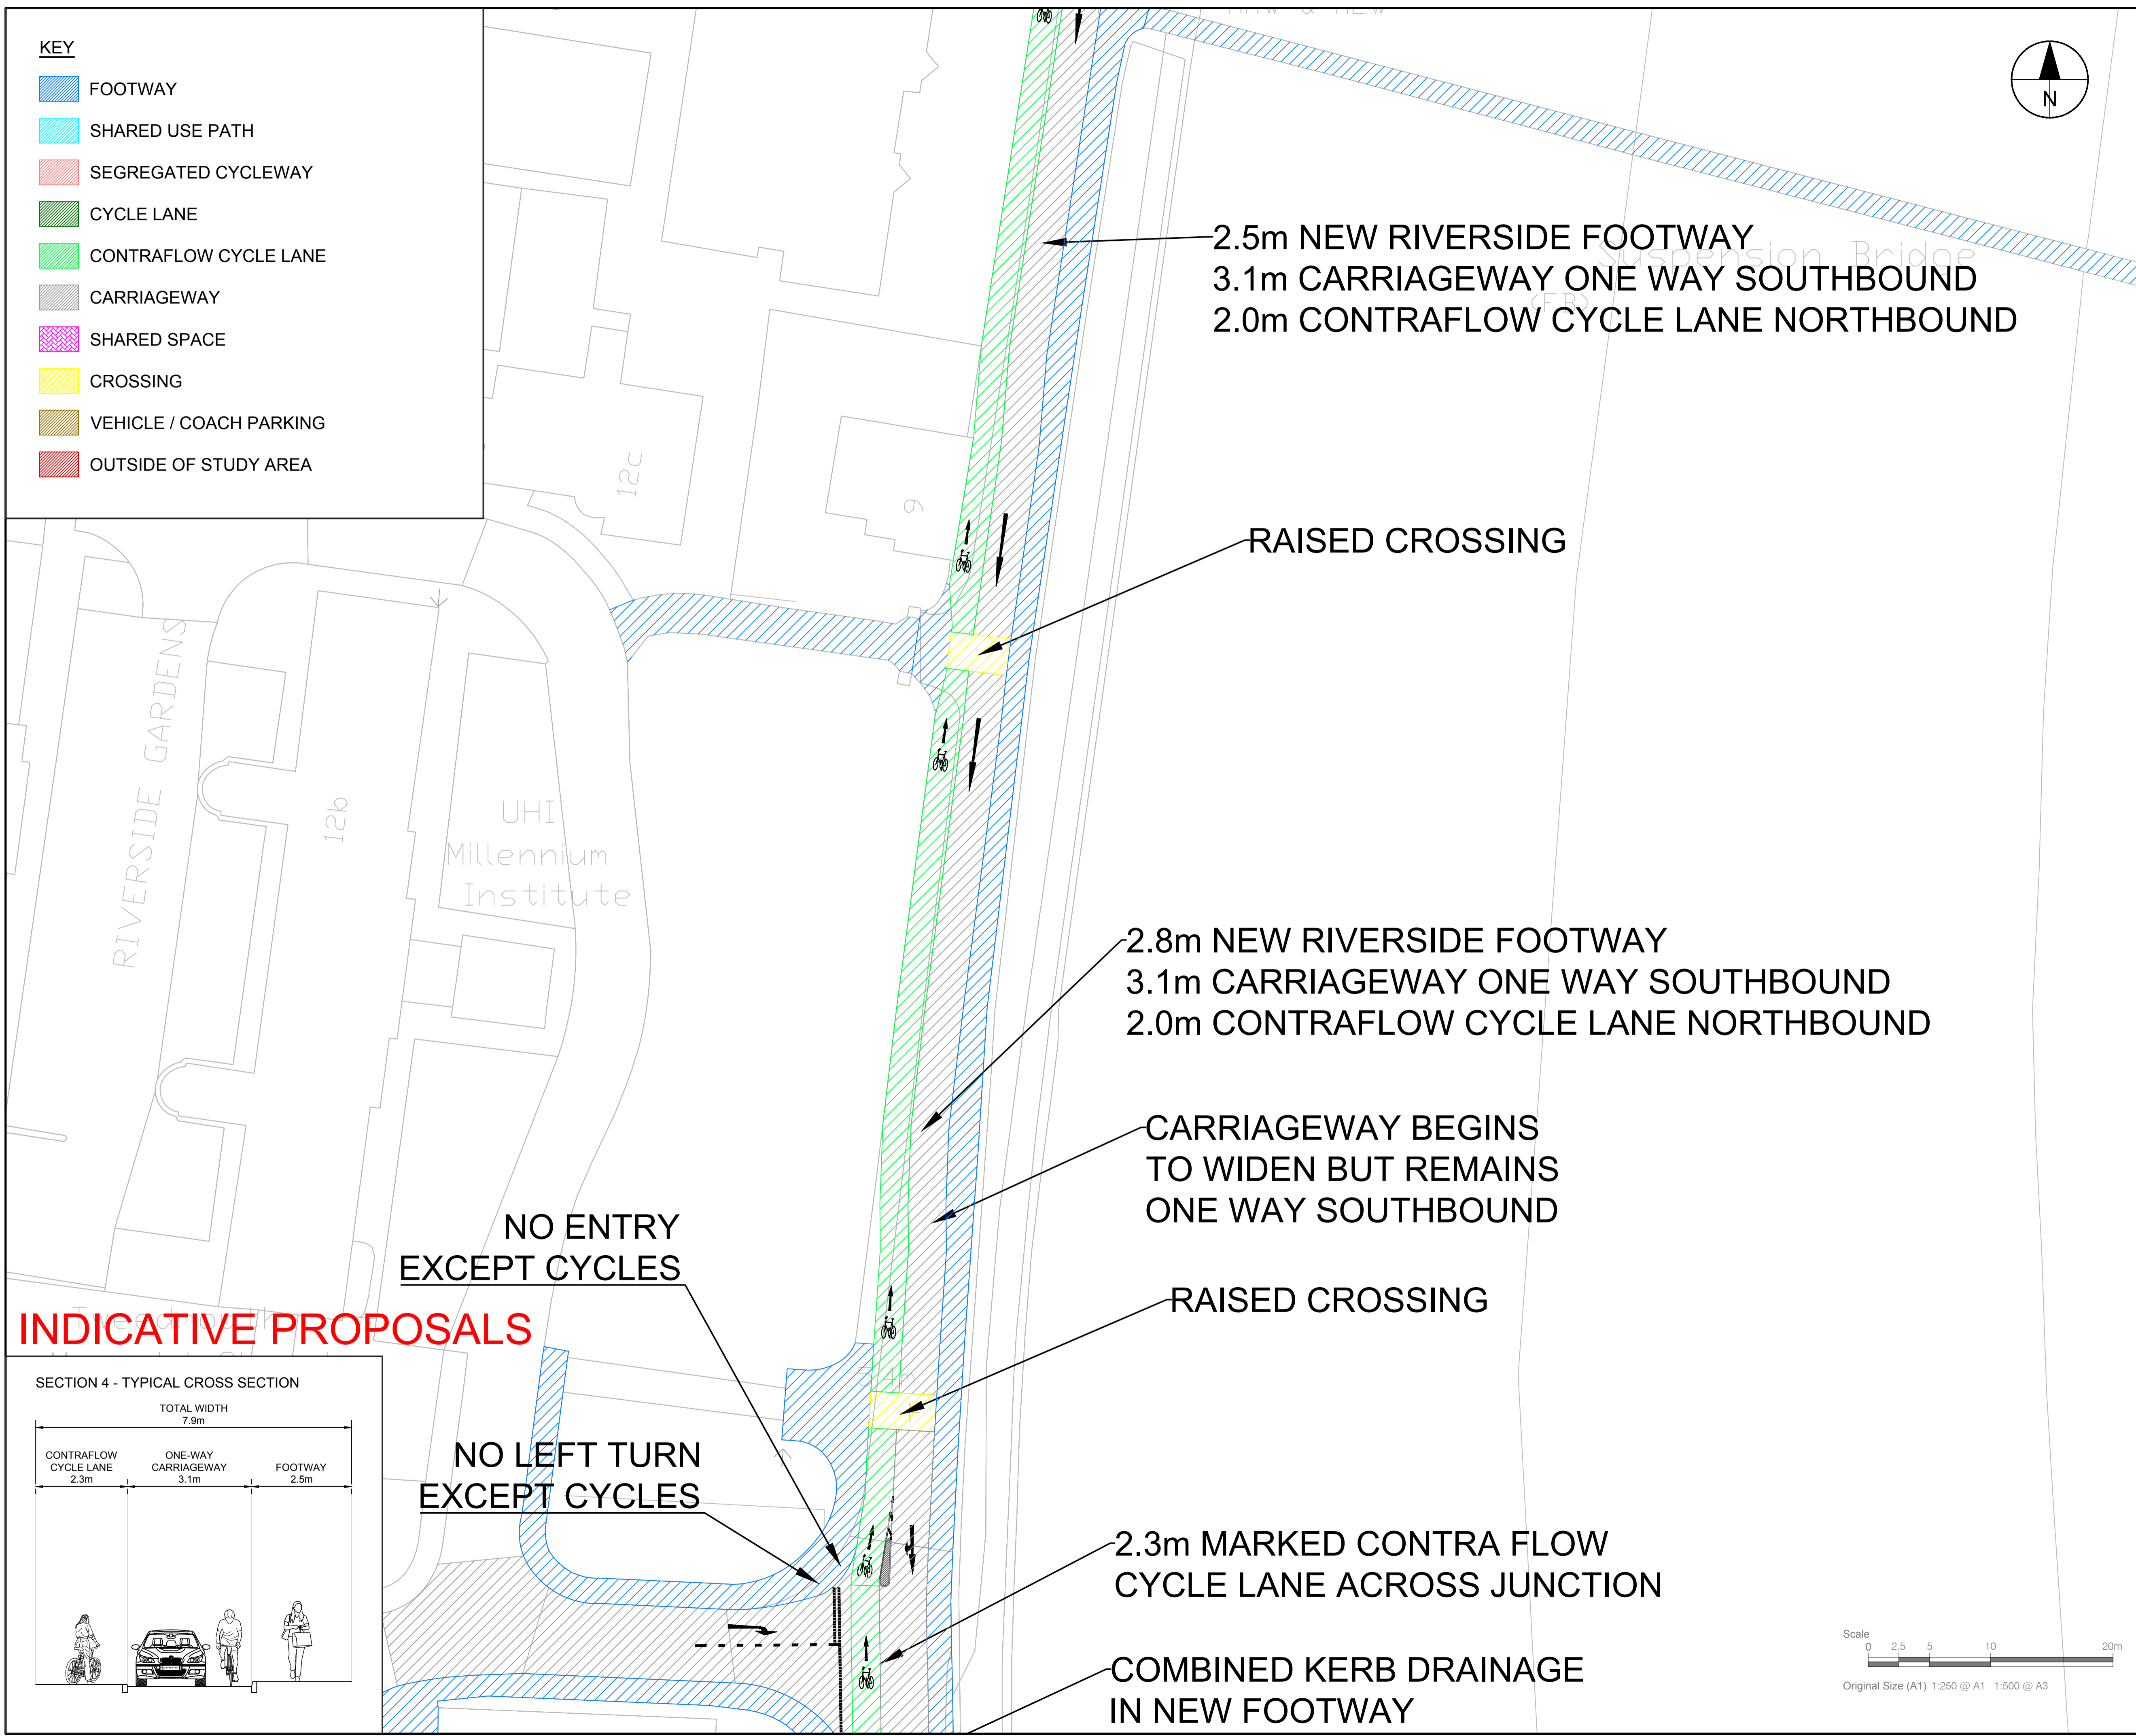 KEY
FOOTWAY
SHARED USE PATH
SEGREGATED CYCLEWAY
CYCLE LANE
CONTRAFLOW CYCLE LANE
CARRIAGEWAY
SHARED SPACE
CROSSING
VEHICLE / COACH PARKING
OUTSIDE OF STUDY AREA
N
2.5m NEW RIVERSIDE FOOTWAY
3.1m CARRIAGEWAY ONE WAY SOUTHBOUND
2.0m CONTRAFLOW CYCLE LANE NORTHBOUND
Suspension Bridge
(FB)
12c
9
RAISED CROSSING
RIVERSIDE GARDENS
12b
UHI
Millennium
Institute
2.8m NEW RIVERSIDE FOOTWAY
3.1m CARRIAGEWAY ONE WAY SOUTHBOUND
2.0m CONTRAFLOW CYCLE LANE NORTHBOUND
CARRIAGEWAY BEGINS
TO WIDEN BUT REMAINS
ONE WAY SOUTHBOUND
NO ENTRY
EXCEPT CYCLES
RAISED CROSSING
INDICATIVE PROPOSALS
SECTION 4 - TYPICAL CROSS SECTION
TOTAL WIDTH
7.9m
CONTRAFLOW
CYCLE LANE
2.3m
ONE-WAY
CARRIAGEWAY
3.1m
FOOTWAY
2.5m
NO LEFT TURN
EXCEPT CYCLES
2.3m MARKED CONTRA FLOW
CYCLE LANE ACROSS JUNCTION
COMBINED KERB DRAINAGE
IN NEW FOOTWAY
Scale
0 2.5 5 10 20m
Original Size (A1) 1:250 @ A1 1:500 @ A3